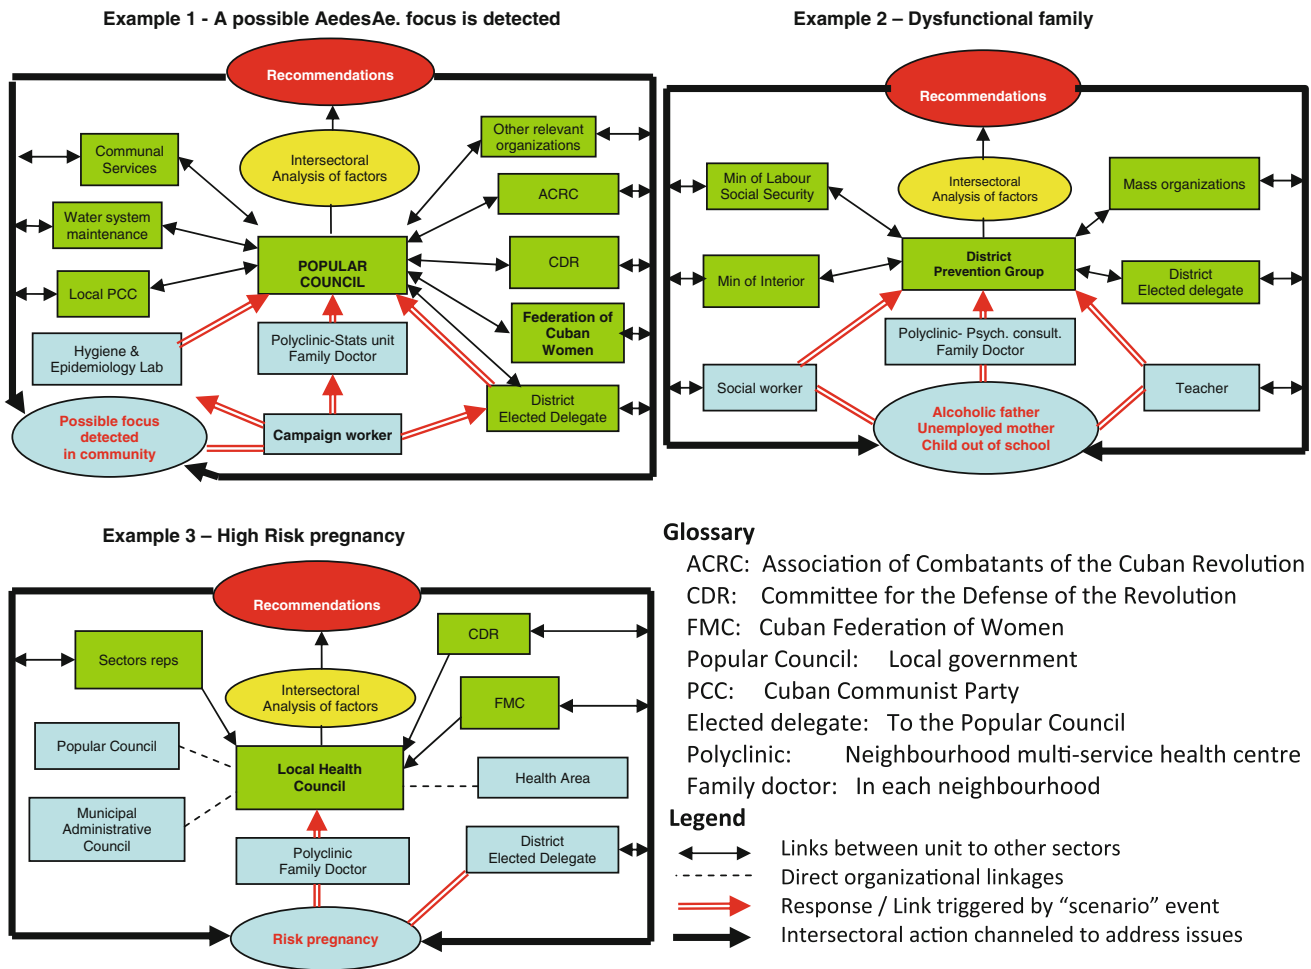 Example 1 - A possible AedesAe. focus is detected
Recommendations
Intersectoral
Analysis of factors
Communal
Services
Water system
maintenance
Local PCC
Hygiene &
Epidemiology Lab
Possible focus
detected
in community
POPULAR
COUNCIL
Polyclinic-Stats unit
Family Doctor
Campaign worker
Other relevant
organizations
ACRC
CDR
Federation of
Cuban
Women
District
Elected Delegate
Example 2 – Dysfunctional family
Recommendations
Intersectoral
Analysis of factors
Min of Labour
Social Security
Min of Interior
Social worker
District
Prevention Group
Polyclinic- Psych. consult.
Family Doctor
Alcoholic father
Unemployed mother
Child out of school
Mass organizations
District
Elected delegate
Teacher
Example 3 – High Risk pregnancy
Recommendations
Intersectoral
Analysis of factors
Sectors reps
Popular Council
Municipal
Administrative
Council
Local Health
Council
Polyclinic
Family Doctor
Risk pregnancy
CDR
FMC
Health Area
District
Elected Delegate
Glossary
ACRC: Association of Combatants of the Cuban Revolution
CDR: Committee for the Defense of the Revolution
FMC: Cuban Federation of Women
Popular Council: Local government
PCC: Cuban Communist Party
Elected delegate: To the Popular Council
Polyclinic: Neighbourhood multi-service health centre
Family doctor: In each neighbourhood
Legend
Links between unit to other sectors
Direct organizational linkages
Response / Link triggered by “scenario” event
Intersectoral action channeled to address issues